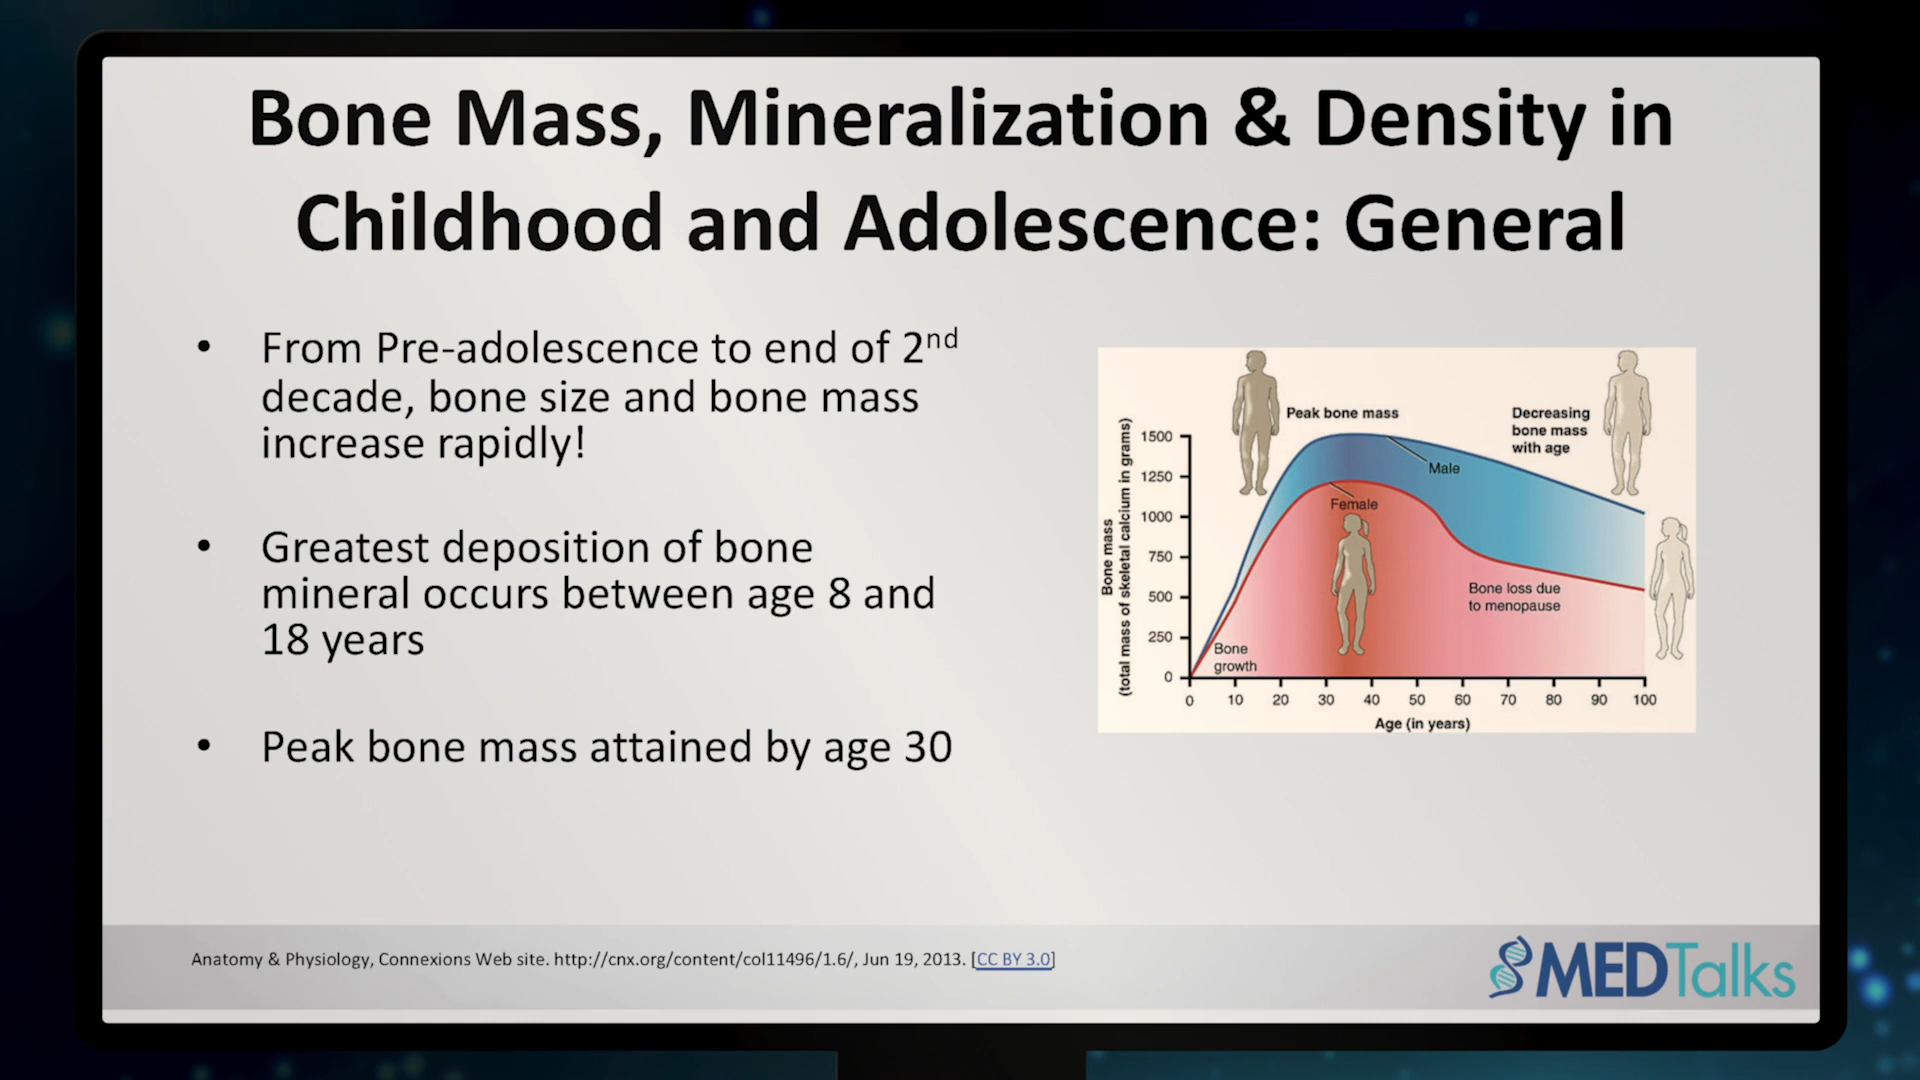 Bone Mass, Mineralization & Density in
Childhood and Adolescence: General
• From Pre-adolescence to end of 2nd
decade, bone size and bone mass
increase rapidly!
• Greatest deposition of bone
mineral occurs between age 8 and
18 years
• Peak bone mass attained by age 30
Peak bone mass
Decreasing
bone mass
with age
Bone mass
(total mass of skeletal calcium in grams)
1500
1250
1000
750
500
250
0
Male
Female
Bone loss due
to menopause
Bone
growth
0 10 20 30 40 50 60 70 80 90 100
Age (in years)
Anatomy & Physiology, Connexions Web site. http://cnx.org/content/col11496/1.6/, Jun 19, 2013. [CC BY 3.0]
MEDTalks